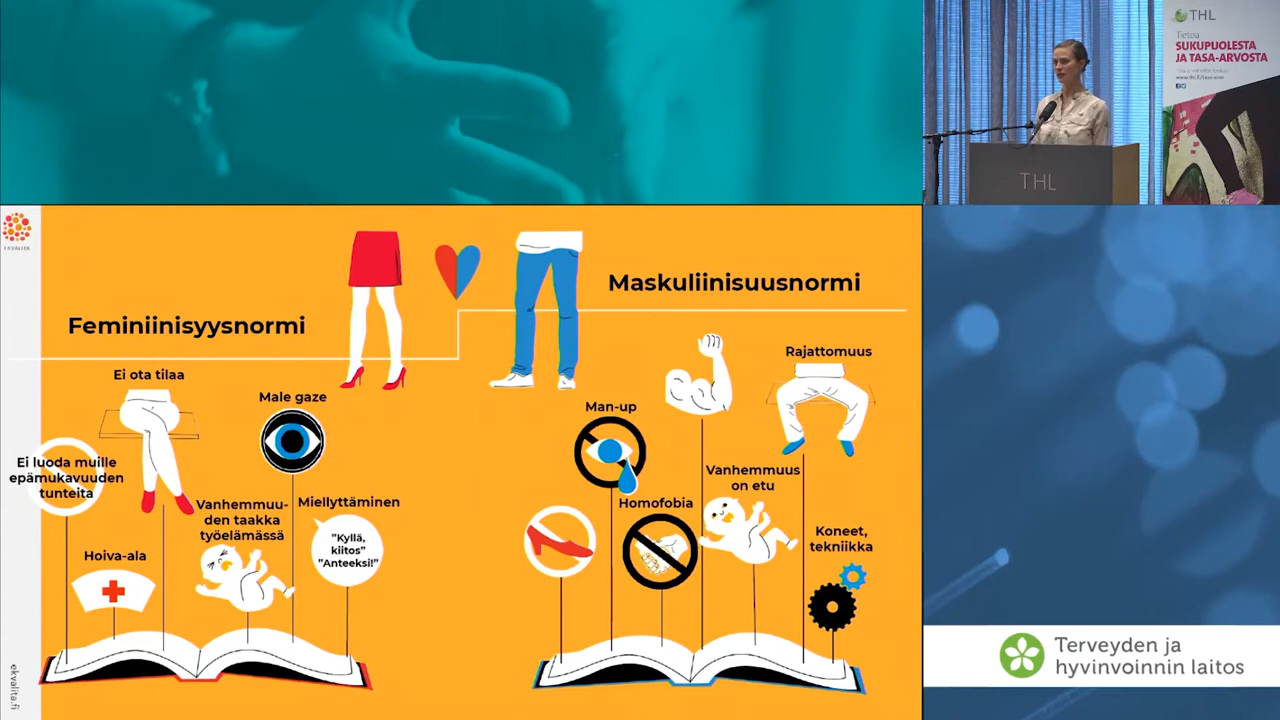 THL
Tietoa
SUKUPUOLESTA
JA TASA-ARVOSTA
THL
EKVALITA
Feminiinisyysnormi
Maskuliinisuusnormi
Ei ota tilaa
Male gaze
Ei luoda muille
epämukavuuden
tunteita
Vanhemmuu-
den taakka
työelämässä
Miellyttäminen
"Kyllä,
kiitos"
"Anteeksi!"
Hoiva-ala
Rajattomuus
Man-up
Vanhemmuus
on etu
Homofobia
Koneet,
tekniikka
ekvalita.fi
Terveyden ja
hyvinvoinnin laitos